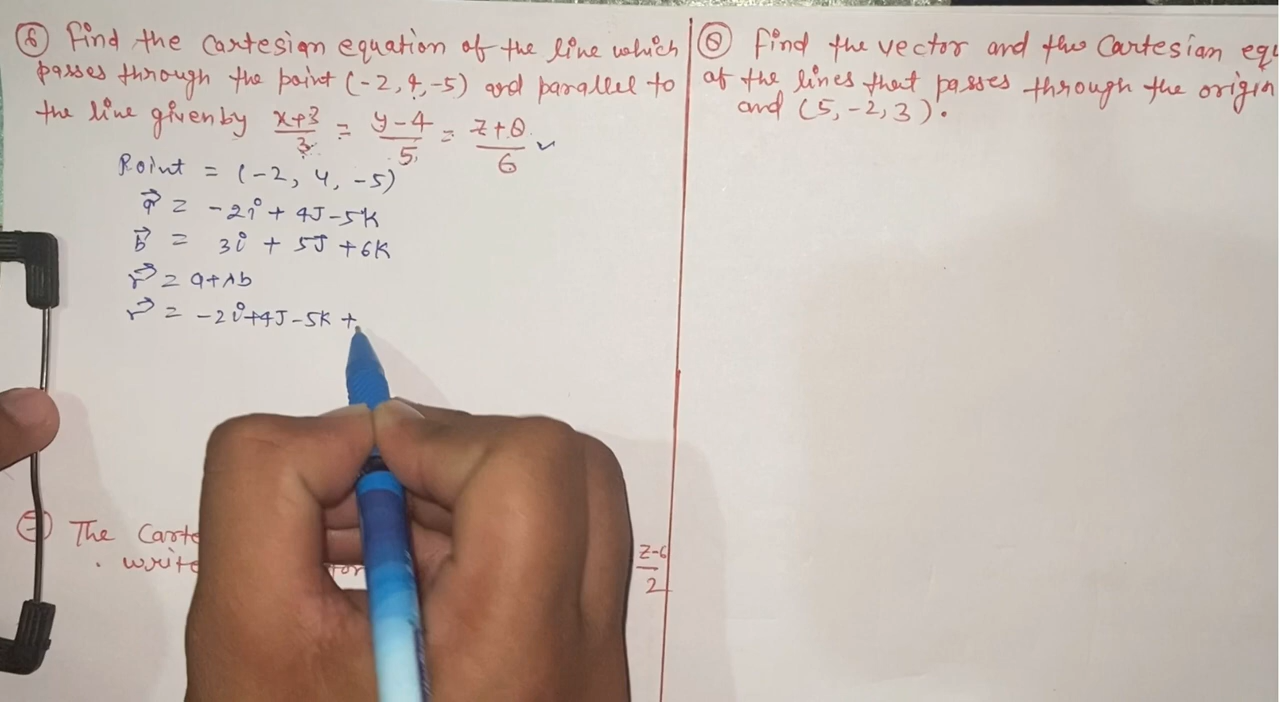 ⑥ Find the Cartesian equation of the line which
passes through the point (-2, 4, -5) and parallel to
the line given by x+3/3 = y-4/5 = z+8/6 ✓
Point = (-2, 4, -5)
a⃗ = -2i + 4J - 5K
b⃗ = 3i + 5J + 6K
r⃗ = a+λb
r⃗ = -2i+4J-5K +
⑦ The
write
z-6/2
⑧ Find the vector and the Cartesian
of the lines that passes through the origin
and (5, -2, 3).